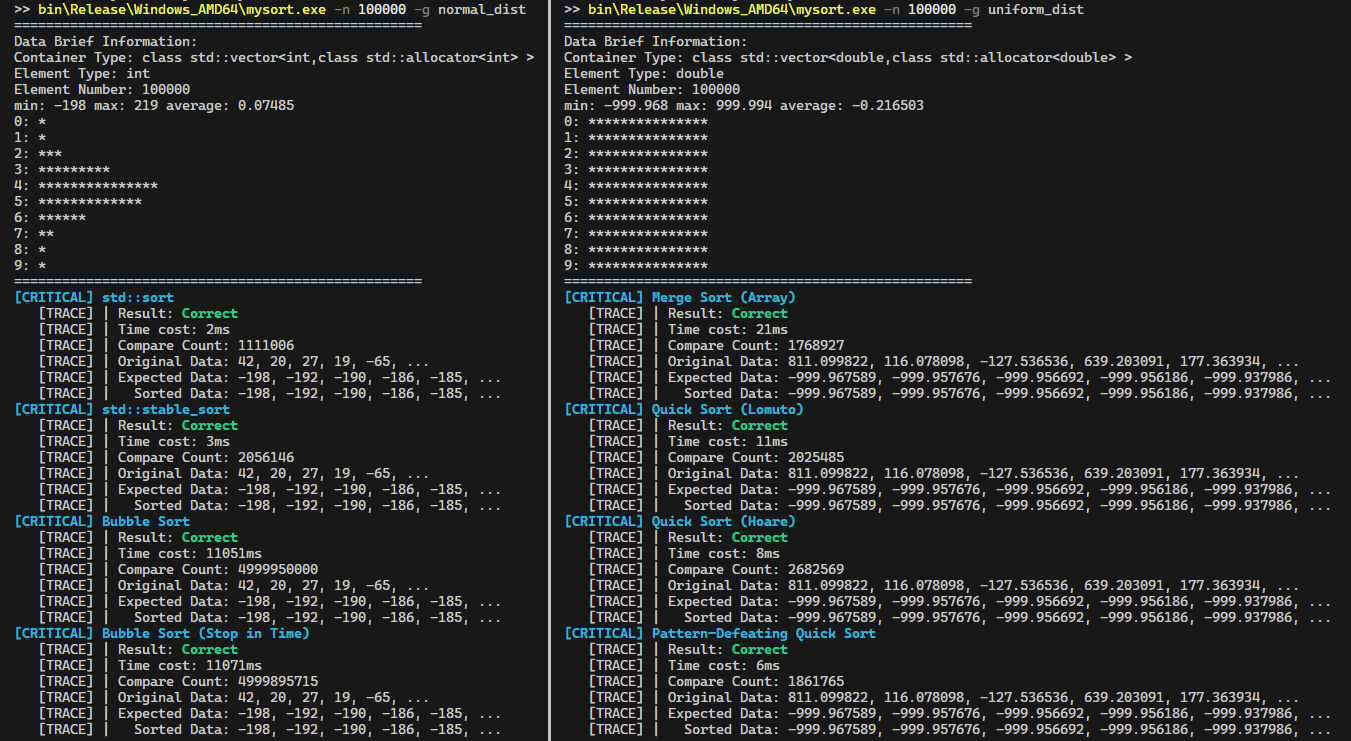 >> bin\Release\Windows_AMD64\mysort.exe -n 100000 -g normal_dist
===================================================
Data Brief Information:
Container Type: class std::vector<int,class std::allocator<int> >
Element Type: int
Element Number: 100000
min: -198 max: 219 average: 0.07485
0: *
1: *
2: ***
3: *********
4: ***************
5: *************
6: ******
7: **
8: *
9: *
===================================================
[CRITICAL] std::sort
[TRACE] | Result: Correct
[TRACE] | Time cost: 2ms
[TRACE] | Compare Count: 1111006
[TRACE] | Original Data: 42, 20, 27, 19, -65, ...
[TRACE] | Expected Data: -198, -192, -190, -186, -185, ...
[TRACE] |   Sorted Data: -198, -192, -190, -186, -185, ...
[CRITICAL] std::stable_sort
[TRACE] | Result: Correct
[TRACE] | Time cost: 3ms
[TRACE] | Compare Count: 2056146
[TRACE] | Original Data: 42, 20, 27, 19, -65, ...
[TRACE] | Expected Data: -198, -192, -190, -186, -185, ...
[TRACE] |   Sorted Data: -198, -192, -190, -186, -185, ...
[CRITICAL] Bubble Sort
[TRACE] | Result: Correct
[TRACE] | Time cost: 11051ms
[TRACE] | Compare Count: 4999950000
[TRACE] | Original Data: 42, 20, 27, 19, -65, ...
[TRACE] | Expected Data: -198, -192, -190, -186, -185, ...
[TRACE] |   Sorted Data: -198, -192, -190, -186, -185, ...
[CRITICAL] Bubble Sort (Stop in Time)
[TRACE] | Result: Correct
[TRACE] | Time cost: 11071ms
[TRACE] | Compare Count: 4999895715
[TRACE] | Original Data: 42, 20, 27, 19, -65, ...
[TRACE] | Expected Data: -198, -192, -190, -186, -185, ...
[TRACE] |   Sorted Data: -198, -192, -190, -186, -185, ...
>> bin\Release\Windows_AMD64\mysort.exe -n 100000 -g uniform_dist
===================================================
Data Brief Information:
Container Type: class std::vector<double,class std::allocator<double> >
Element Type: double
Element Number: 100000
min: -999.968 max: 999.994 average: -0.216503
0: ***************
1: ***************
2: ***************
3: ***************
4: ***************
5: ***************
6: ***************
7: ***************
8: ***************
9: ***************
===================================================
[CRITICAL] Merge Sort (Array)
[TRACE] | Result: Correct
[TRACE] | Time cost: 21ms
[TRACE] | Compare Count: 1768927
[TRACE] | Original Data: 811.099822, 116.078098, -127.536536, 639.203091, 177.363934, ...
[TRACE] | Expected Data: -999.967589, -999.957676, -999.956692, -999.956186, -999.937986, ...
[TRACE] |   Sorted Data: -999.967589, -999.957676, -999.956692, -999.956186, -999.937986, ...
[CRITICAL] Quick Sort (Lomuto)
[TRACE] | Result: Correct
[TRACE] | Time cost: 11ms
[TRACE] | Compare Count: 2025485
[TRACE] | Original Data: 811.099822, 116.078098, -127.536536, 639.203091, 177.363934, ...
[TRACE] | Expected Data: -999.967589, -999.957676, -999.956692, -999.956186, -999.937986, ...
[TRACE] |   Sorted Data: -999.967589, -999.957676, -999.956692, -999.956186, -999.937986, ...
[CRITICAL] Quick Sort (Hoare)
[TRACE] | Result: Correct
[TRACE] | Time cost: 8ms
[TRACE] | Compare Count: 2682569
[TRACE] | Original Data: 811.099822, 116.078098, -127.536536, 639.203091, 177.363934, ...
[TRACE] | Expected Data: -999.967589, -999.957676, -999.956692, -999.956186, -999.937986, ...
[TRACE] |   Sorted Data: -999.967589, -999.957676, -999.956692, -999.956186, -999.937986, ...
[CRITICAL] Pattern-Defeating Quick Sort
[TRACE] | Result: Correct
[TRACE] | Time cost: 6ms
[TRACE] | Compare Count: 1861765
[TRACE] | Original Data: 811.099822, 116.078098, -127.536536, 639.203091, 177.363934, ...
[TRACE] | Expected Data: -999.967589, -999.957676, -999.956692, -999.956186, -999.937986, ...
[TRACE] |   Sorted Data: -999.967589, -999.957676, -999.956692, -999.956186, -999.937986, ...